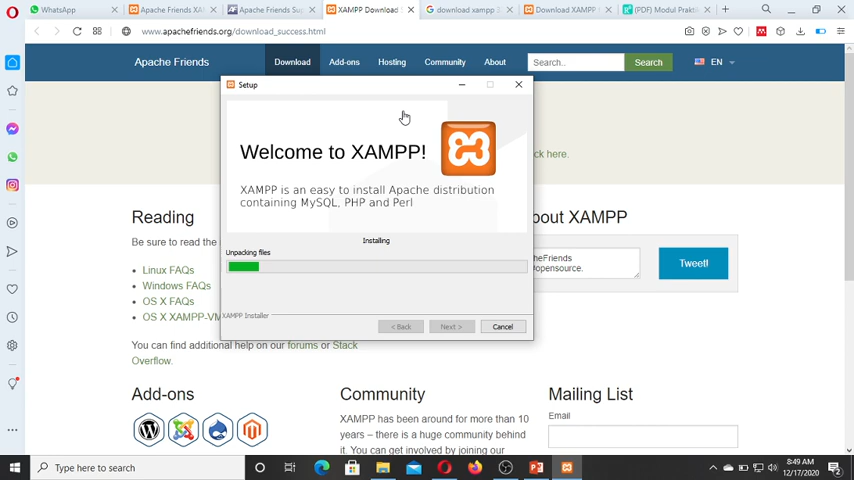 WhatsApp
Apache Friends XA
Apache Friends Su
XAMPP Download
download xampp 3
Download XAMPP
(PDF) Modul Prakti
www.apachefriends.org/download_success.html
Apache Friends
Download
Add-ons
Hosting
Community
About
Search..
Search
EN
Setup
Welcome to XAMPP!
XAMPP is an easy to install Apache distribution
containing MySQL, PHP and Perl
Installing
Unpacking files
XAMPP Installer
< Back
Next >
Cancel
ck here.
Reading
Be sure to read the
Linux FAQs
Windows FAQs
OS X FAQs
OS X XAMPP-VM
You can find additional help on our forums or Stack
Overflow.
bout XAMPP
heFriends
opensource.
Tweet!
Add-ons
Community
XAMPP has been around for more than 10
years – there is a huge community behind
it. You can get involved by joining our
Mailing List
Email
Type here to search
8:49 AM
12/17/2020
2